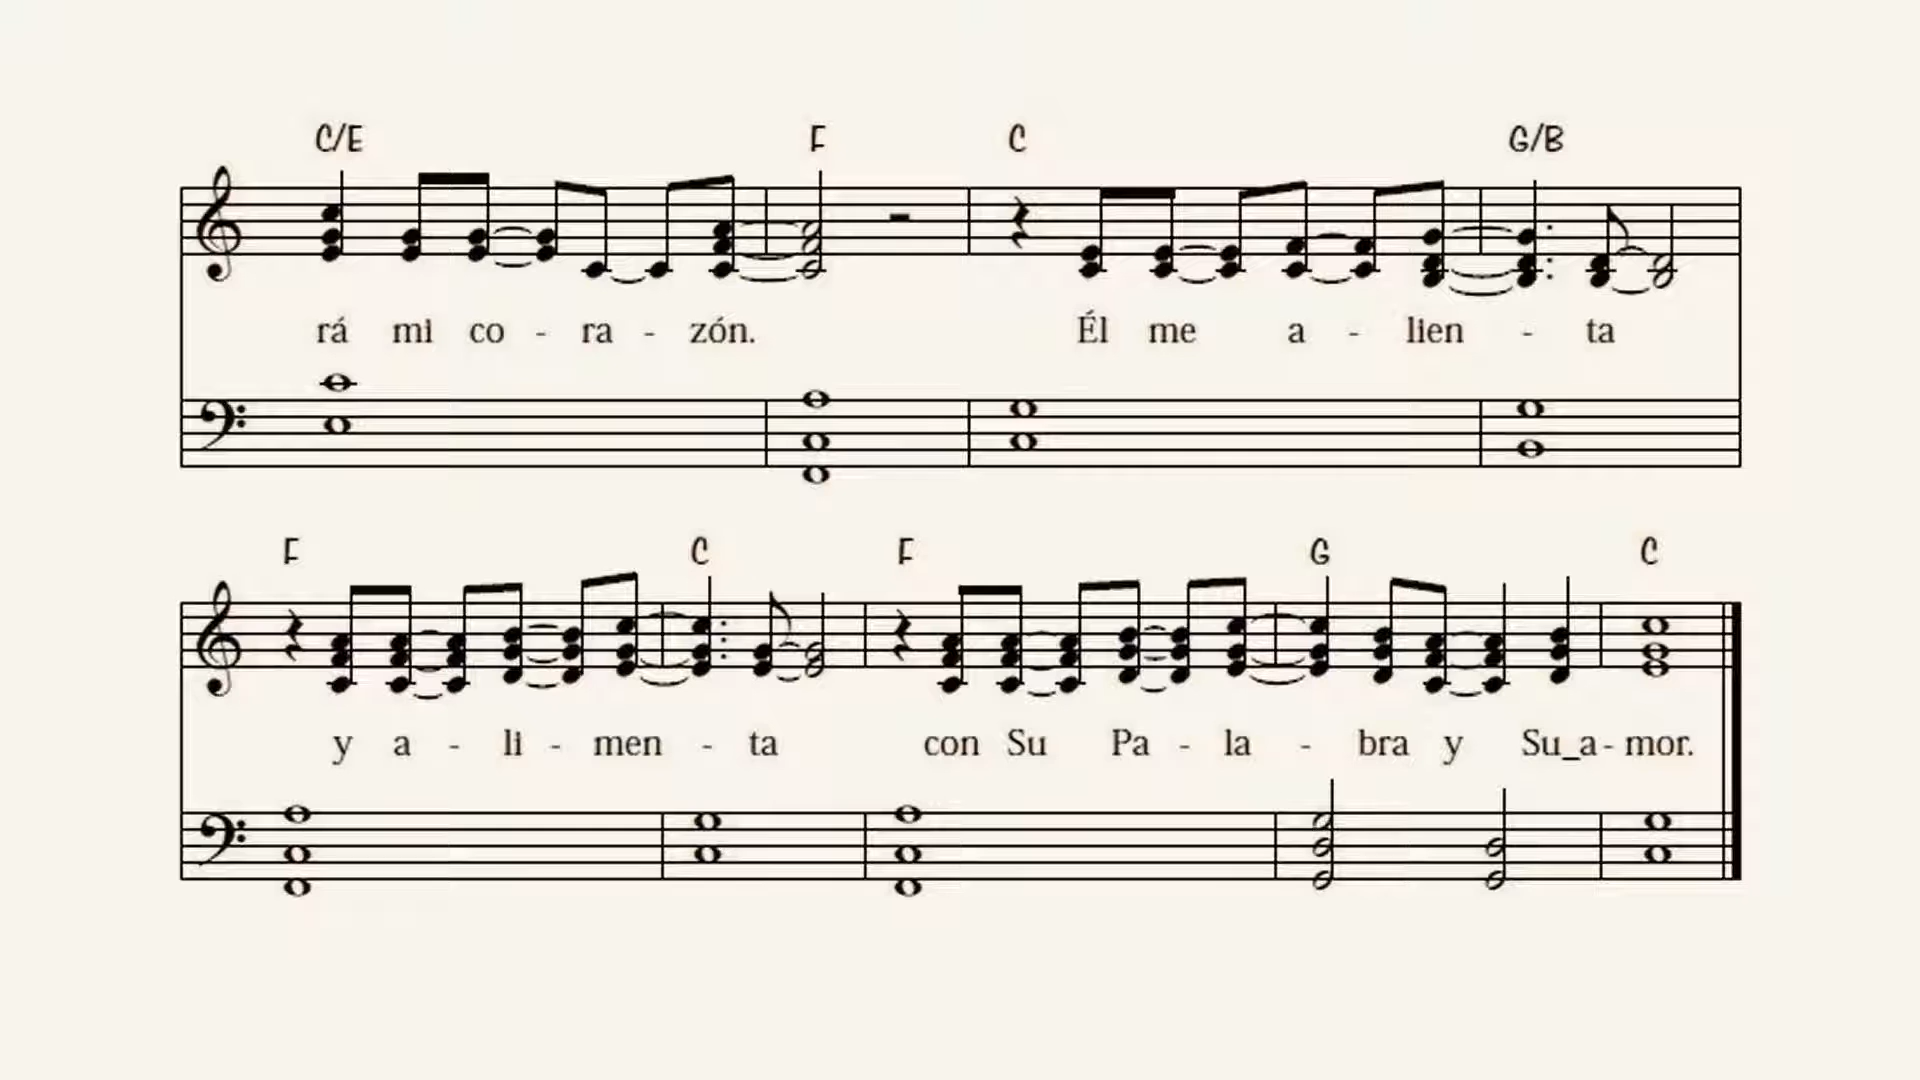 C/E F C G/B
rá mi co - ra - zón. Él me a - lien - ta
F C F G C
y a - li - men - ta con Su Pa - la - bra y Su_a - mor.